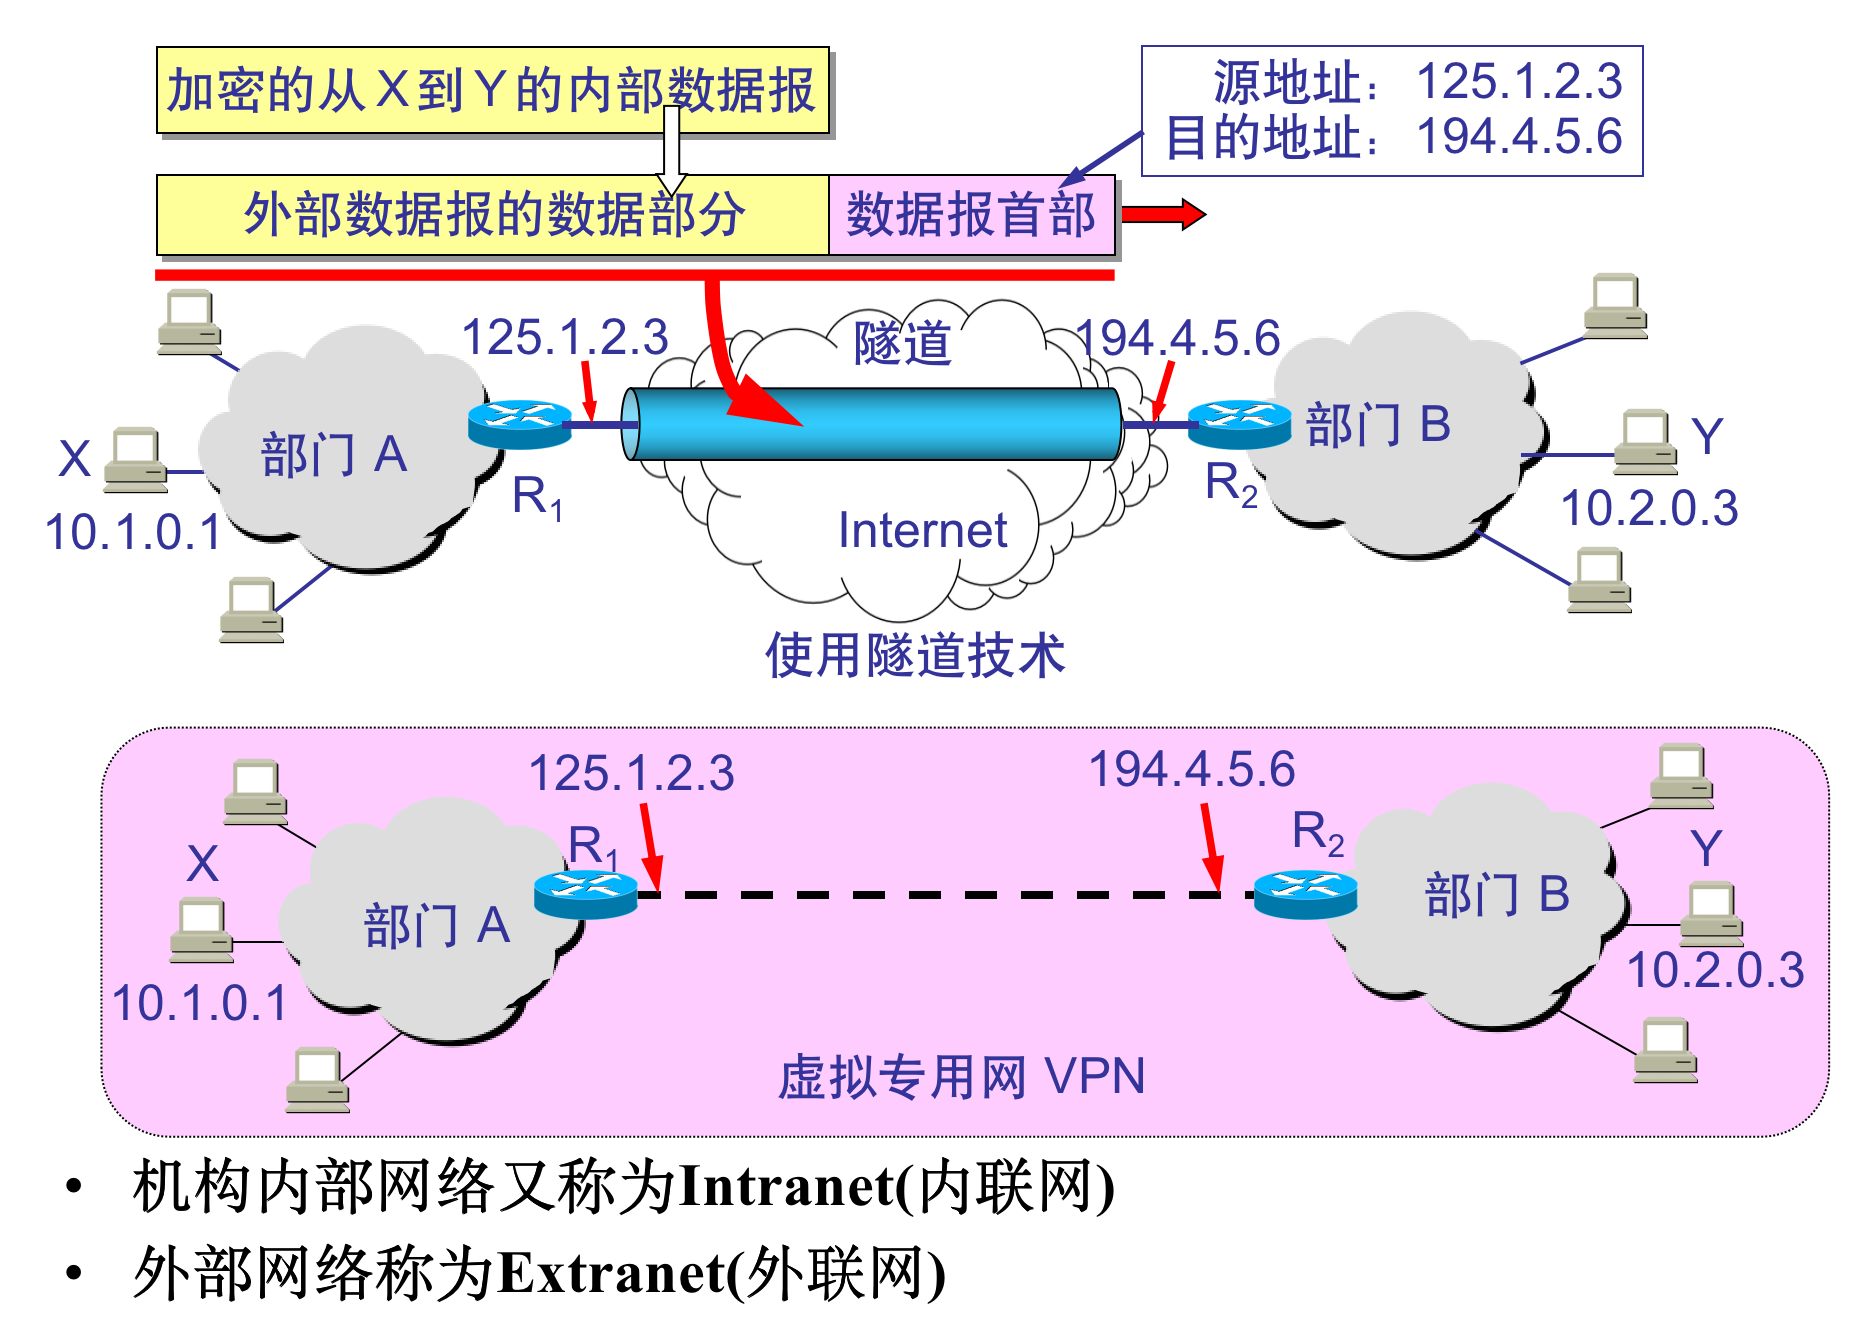 加密的从 X 到 Y 的内部数据报
源地址：125.1.2.3
目的地址：194.4.5.6
外部数据报的数据部分
数据报首部
125.1.2.3
隧道
194.4.5.6
部门 A
部门 B
X
Y
R1
R2
10.1.0.1
10.2.0.3
Internet
使用隧道技术
125.1.2.3
194.4.5.6
R1
R2
X
Y
部门 A
部门 B
10.1.0.1
10.2.0.3
虚拟专用网 VPN
• 机构内部网络又称为Intranet(内联网)
• 外部网络称为Extranet(外联网)